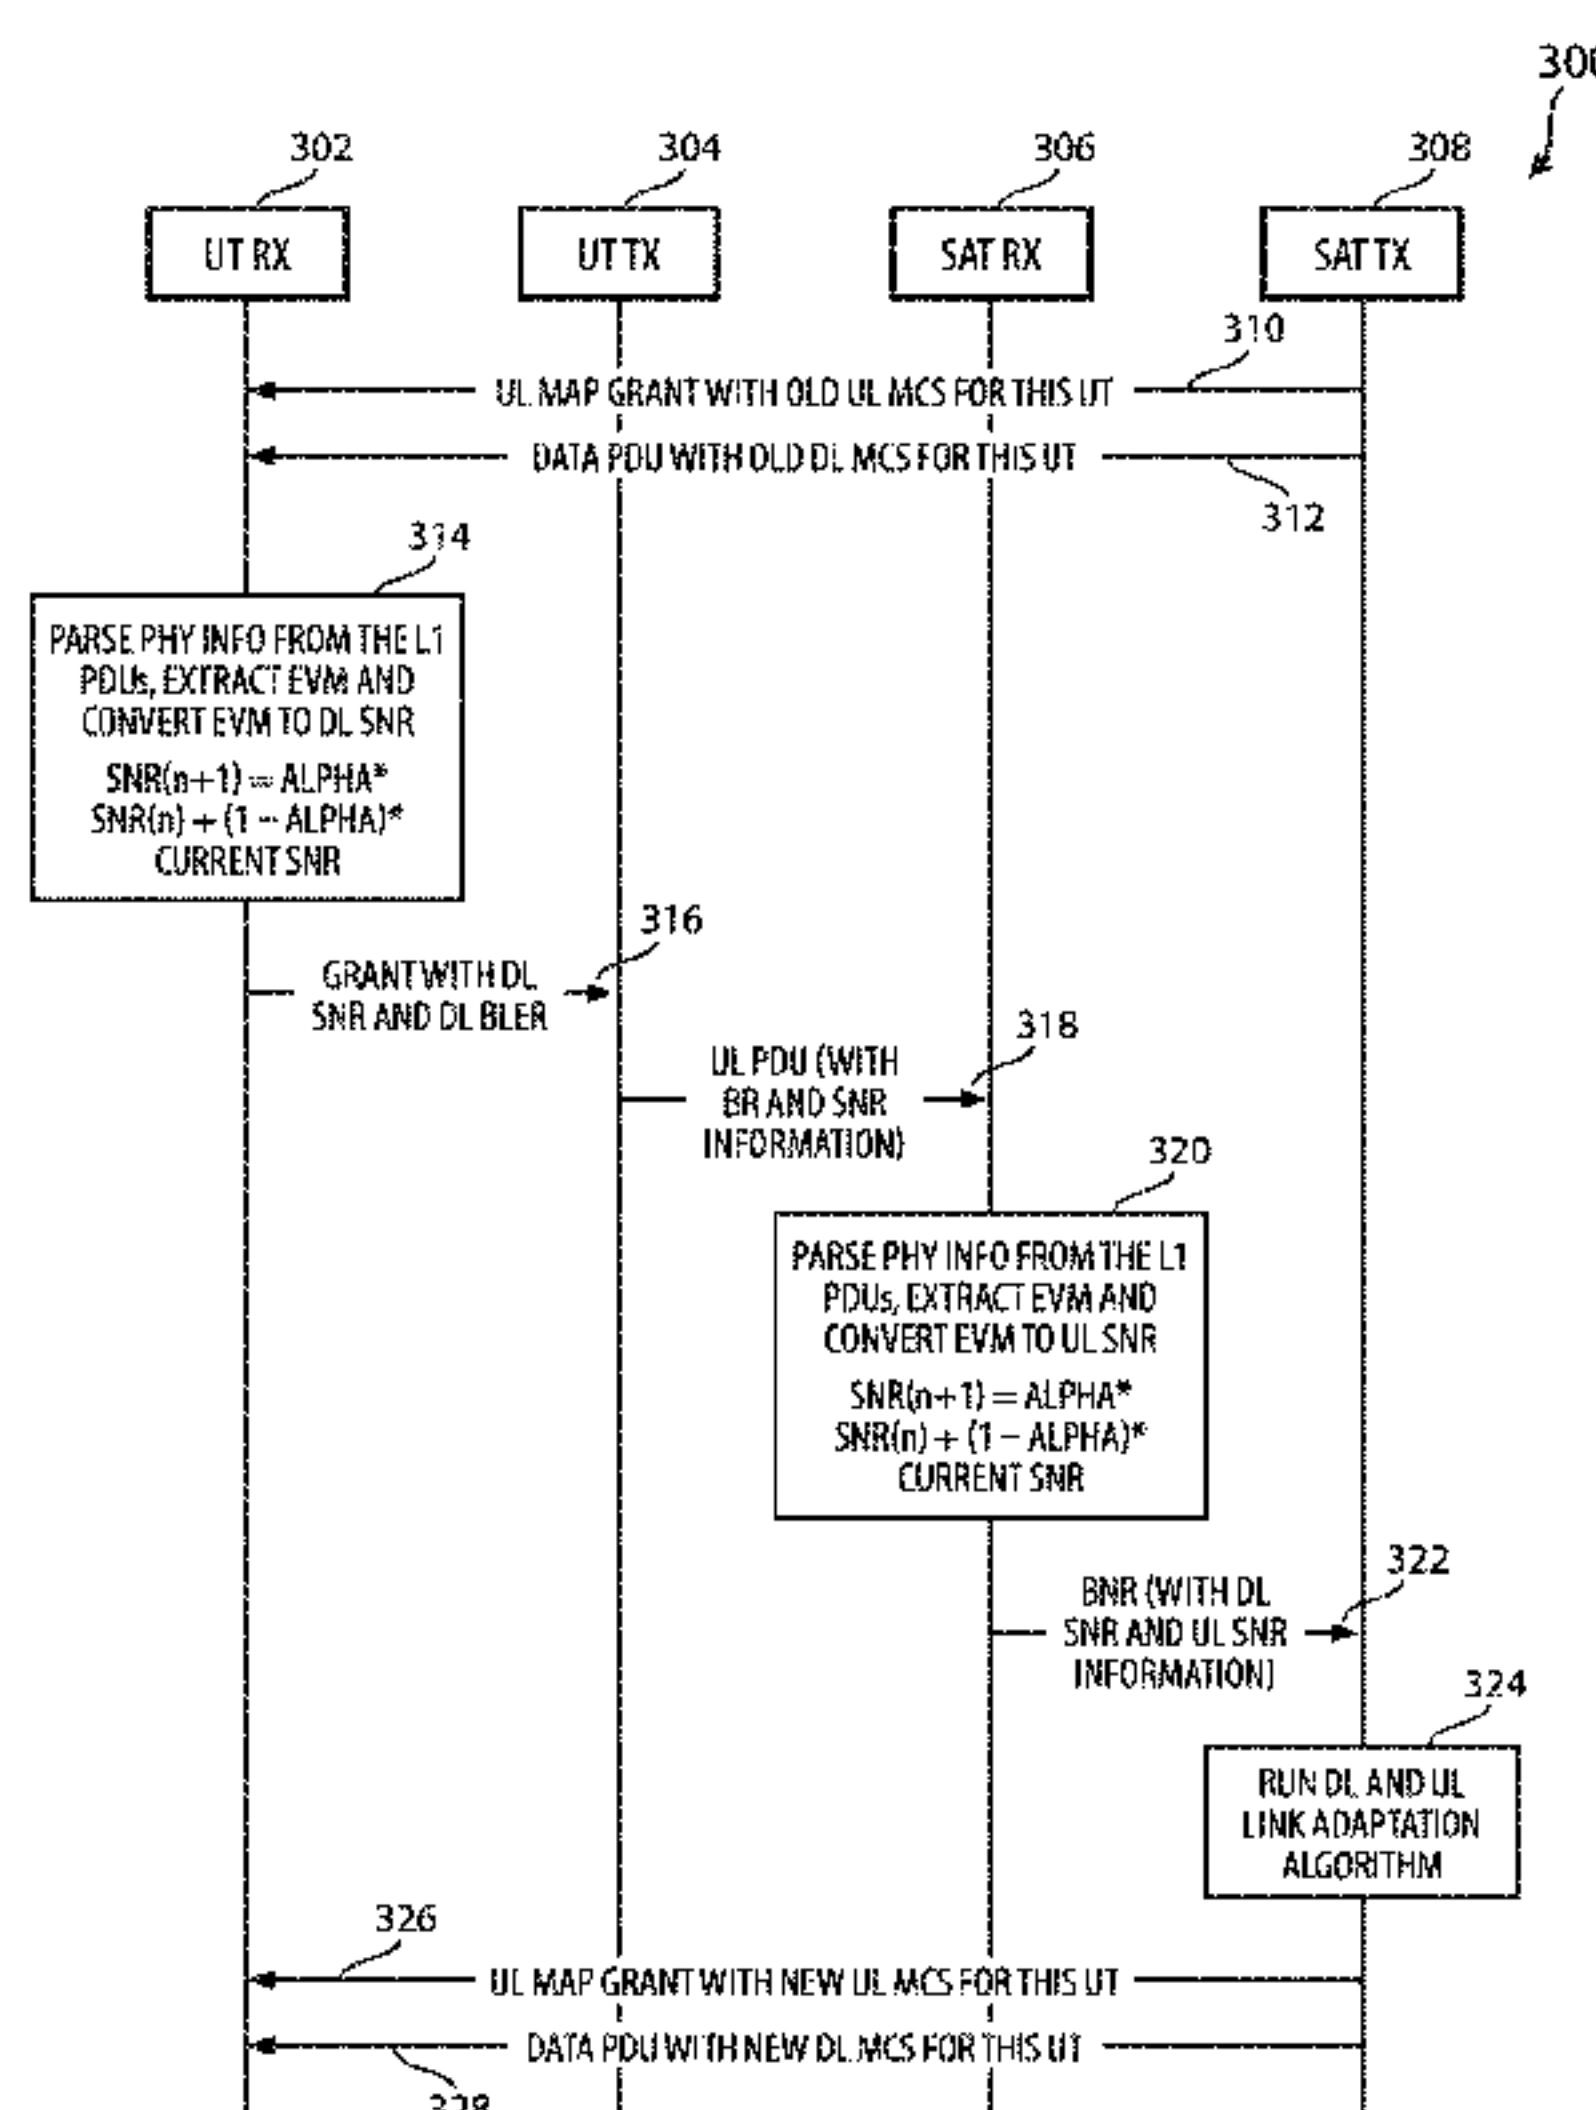 300
302
304
306
308
UT RX
UT TX
SAT RX
SAT TX
310
UL MAP GRANT WITH OLD UL MCS FOR THIS UT
DATA PDU WITH OLD DL MCS FOR THIS UT
312
314
PARSE PHY INFO FROM THE L1
PDUs, EXTRACT EVM AND
CONVERT EVM TO DL SNR
SNR(n+1) = ALPHA*
SNR(n) + (1 - ALPHA)*
CURRENT SNR
316
GRANT WITH DL
SNR AND DL BLER
318
UL PDU (WITH
BR AND SNR
INFORMATION)
320
PARSE PHY INFO FROM THE L1
PDUs, EXTRACT EVM AND
CONVERT EVM TO UL SNR
SNR(n+1) = ALPHA*
SNR(n) + (1 - ALPHA)*
CURRENT SNR
322
BNR (WITH DL
SNR AND UL SNR
INFORMATION)
324
RUN DL AND UL
LINK ADAPTATION
ALGORITHM
326
UL MAP GRANT WITH NEW UL MCS FOR THIS UT
DATA PDU WITH NEW DL MCS FOR THIS UT
328